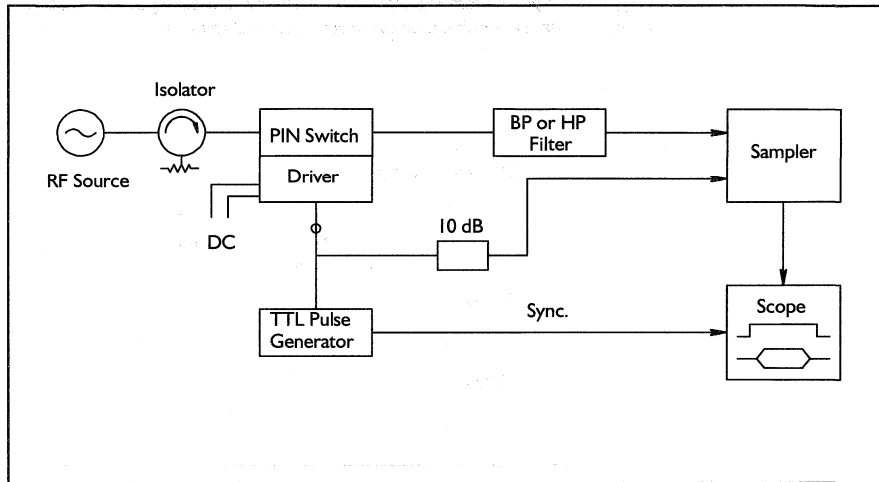 Isolator
RF Source
PIN Switch
Driver
DC
BP or HP
Filter
Sampler
10 dB
TTL Pulse
Generator
Sync.
Scope